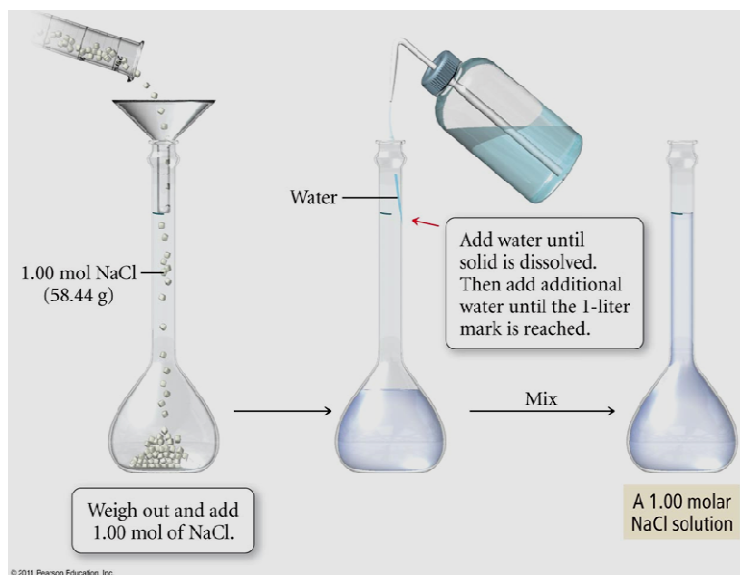 Water
1.00 mol NaCl
(58.44 g)
Add water until
solid is dissolved.
Then add additional
water until the 1-liter
mark is reached.
Mix
Weigh out and add
1.00 mol of NaCl.
A 1.00 molar
NaCl solution
© 2011 Pearson Education, Inc.